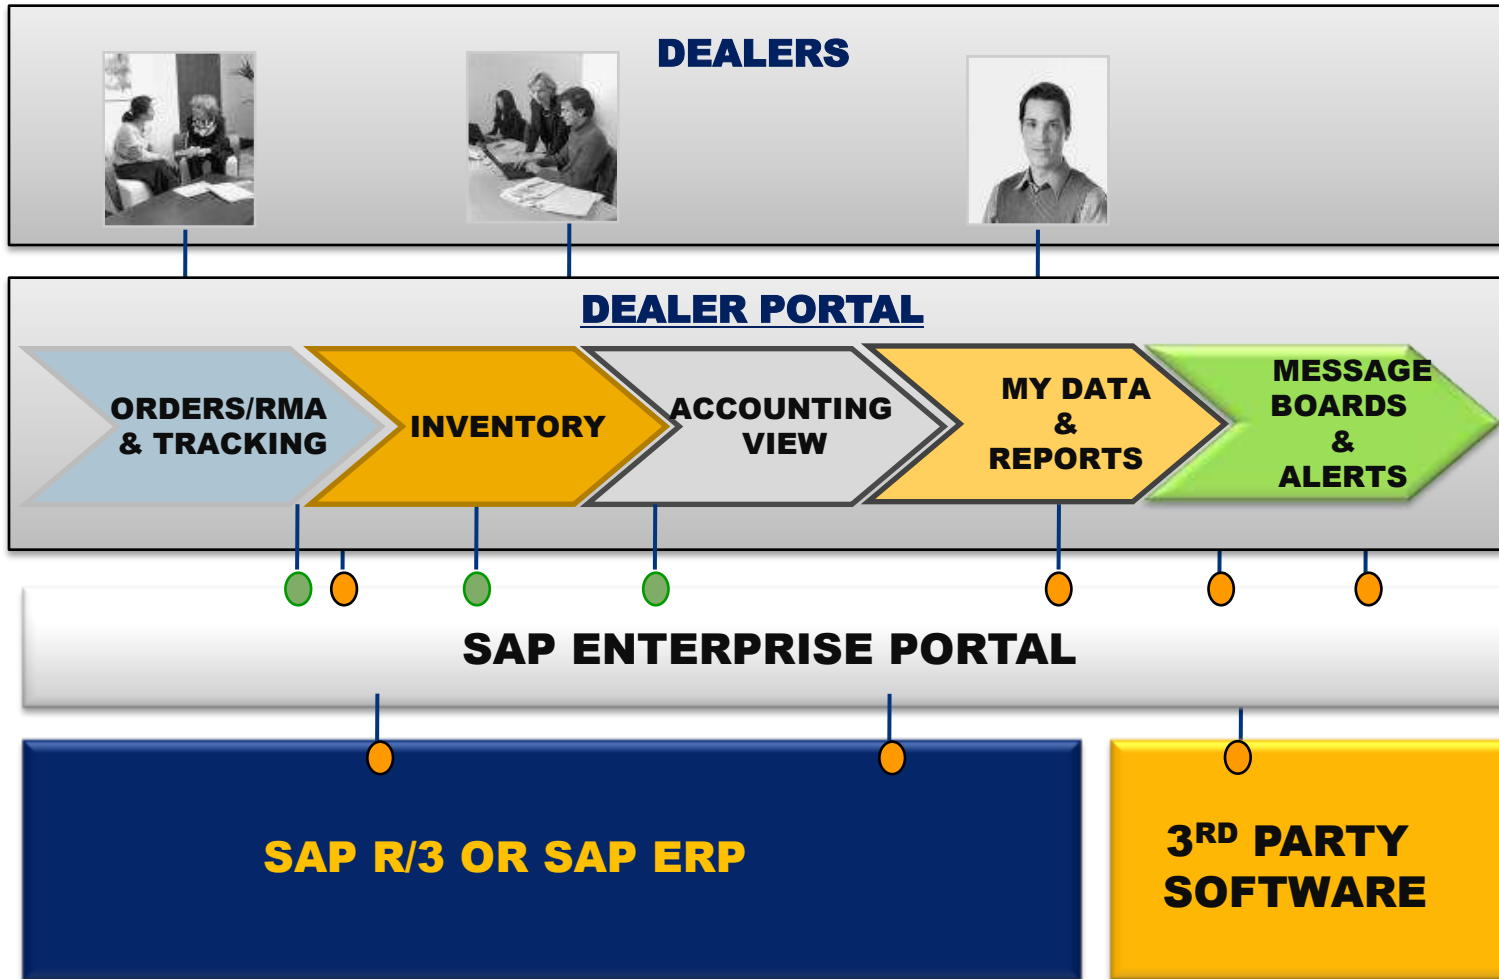 DEALERS
DEALER PORTAL
ORDERS/RMA
& TRACKING
INVENTORY
ACCOUNTING
VIEW
MY DATA
&
REPORTS
MESSAGE
BOARDS
&
ALERTS
SAP ENTERPRISE PORTAL
SAP R/3 OR SAP ERP
3RD PARTY
SOFTWARE